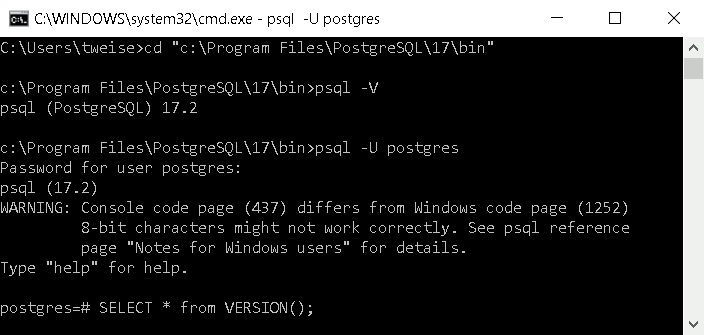 C:\WINDOWS\system32\cmd.exe - psql  -U postgres
C:\Users\tweise>cd "c:\Program Files\PostgreSQL\17\bin"
c:\Program Files\PostgreSQL\17\bin>psql -V
psql (PostgreSQL) 17.2
c:\Program Files\PostgreSQL\17\bin>psql -U postgres
Password for user postgres:
psql (17.2)
WARNING: Console code page (437) differs from Windows code page (1252)
         8-bit characters might not work correctly. See psql reference
         page "Notes for Windows users" for details.
Type "help" for help.
postgres=# SELECT * from VERSION();